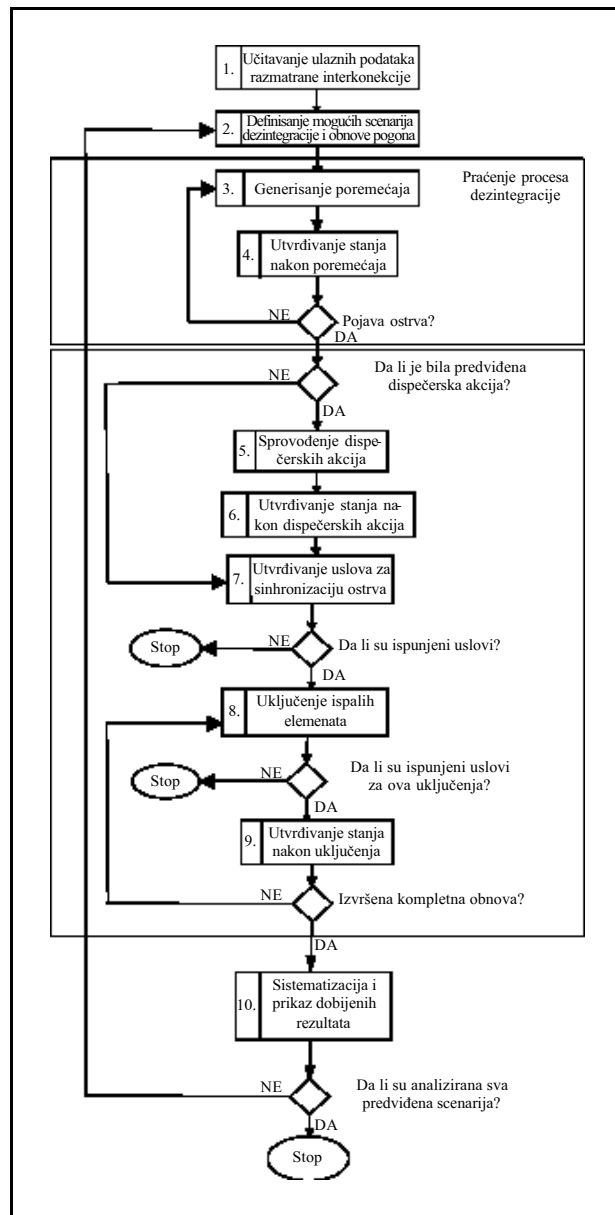 1. Učitavanje ulaznih podataka
razmatrane interkonekcije
2. Definisanje mogućih scenarija
dezintegracije i obnove pogona
Praćenje procesa
dezintegracije
3. Generisanje poremećaja
4. Utvrđivanje stanja
nakon poremećaja
NE
Pojava ostrva?
DA
Da li je bila predviđena
dispečerska akcija?
NE
DA
5. Sprovođenje dispe-
čerskih akcija
6. Utvrđivanje stanja na-
kon dispečerskih akcija
7. Utvrđivanje uslova za
sinhronizaciju ostrva
Stop
NE
Da li su ispunjeni uslovi?
DA
8. Uključenje ispalih
elemenata
Stop
NE
Da li su ispunjeni uslovi
za ova uključenja?
DA
9. Utvrđivanje stanja
nakon uključenja
NE
Izvršena kompletna obnova?
DA
10. Sistematizacija i
prikaz dobijenih
rezultata
NE
Da li su analizirana sva
predviđena scenarija?
DA
Stop